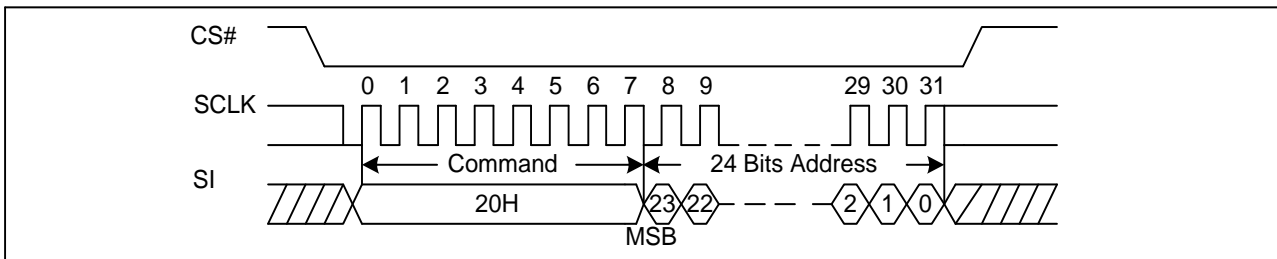 CS#
0 1 2 3 4 5 6 7 8 9 29 30 31
SCLK
Command 24 Bits Address
SI
20H 23 22 2 1 0
MSB